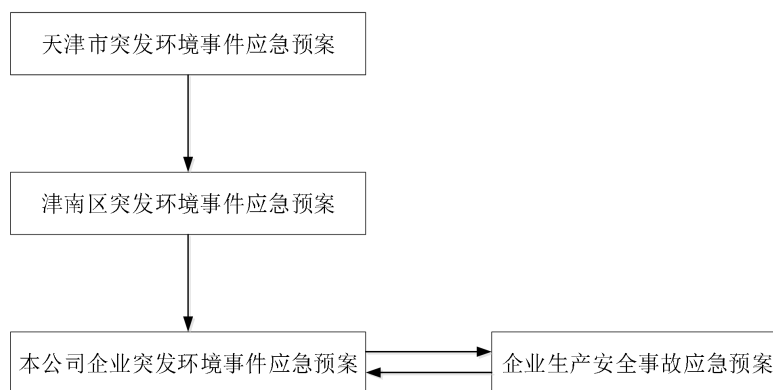 天津市突发环境事件应急预案
津南区突发环境事件应急预案
本公司企业突发环境事件应急预案
企业生产安全事故应急预案